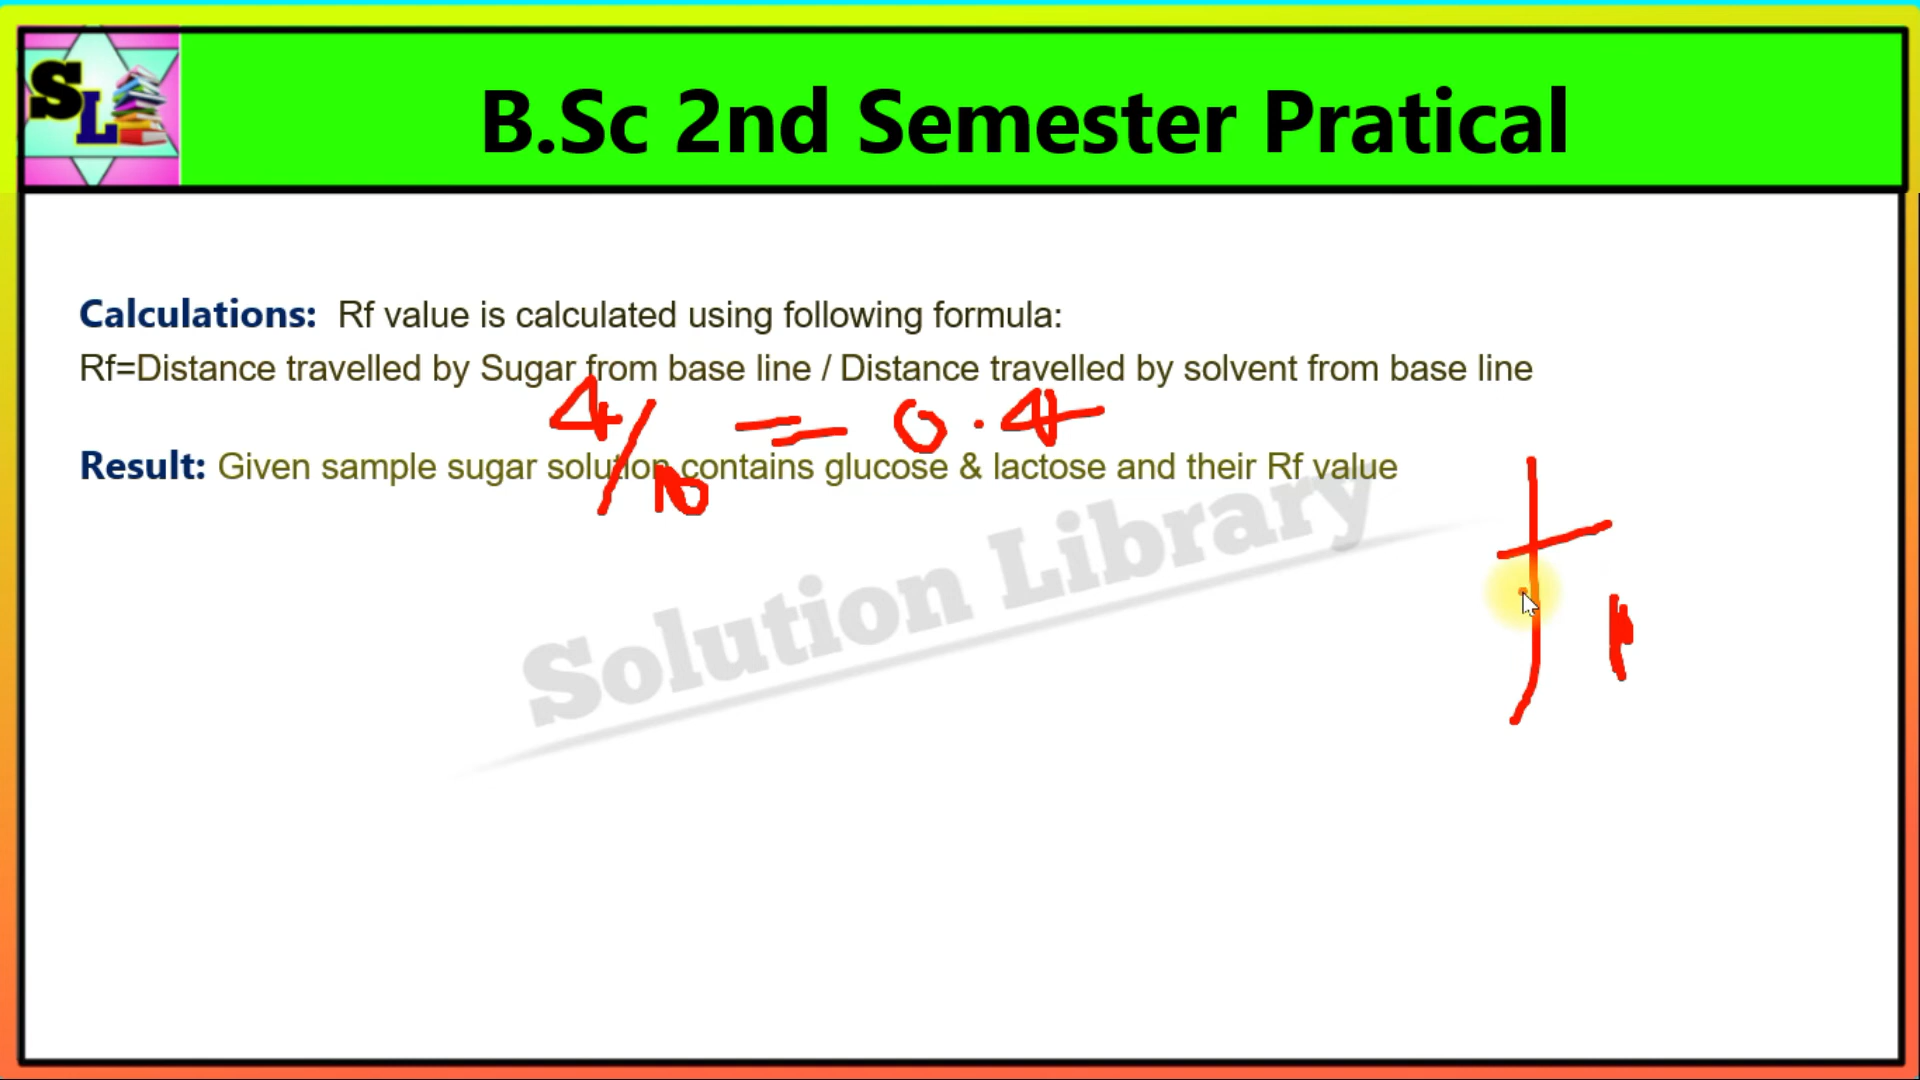 SL
B.Sc 2nd Semester Pratical
Calculations: Rf value is calculated using following formula:
Rf=Distance travelled by Sugar from base line / Distance travelled by solvent from base line
4/10 = 0.4
Result: Given sample sugar solution contains glucose & lactose and their Rf value
Solution Library